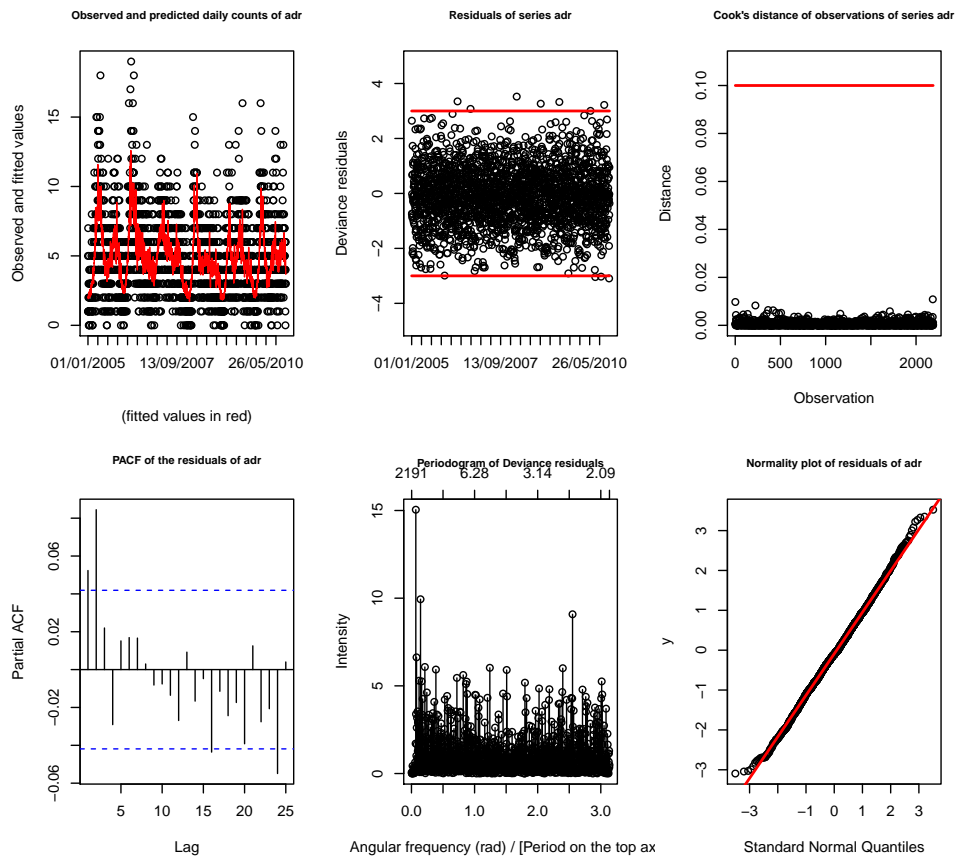 Observed and predicted daily counts of adr
Observed and fitted values
0 5 10 15
01/01/2005 13/09/2007 26/05/2010
(fitted values in red)
Residuals of series adr
Deviance residuals
−4 −2 0 2 4
01/01/2005 13/09/2007 26/05/2010
Cook's distance of observations of series adr
Distance
0.00 0.02 0.04 0.06 0.08 0.10
0 500 1000 2000
Observation
PACF of the residuals of adr
Partial ACF
−0.06 −0.02 0.02 0.06
5 10 15 20 25
Lag
Periodogram of Deviance residuals
2191 6.28 3.14 2.09
Intensity
0 5 10 15
0.0 1.0 2.0 3.0
Angular frequency (rad) / [Period on the top ax
Normality plot of residuals of adr
y
−3 −2 −1 0 1 2 3
−3 −2 −1 0 1 2 3
Standard Normal Quantiles